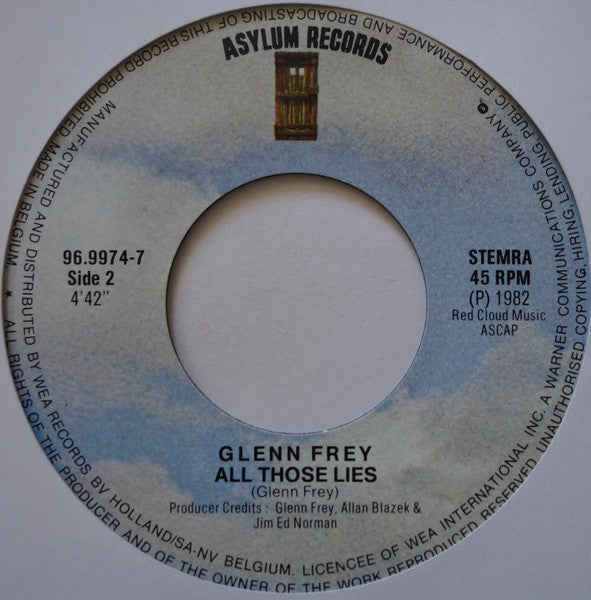 ASYLUM RECORDS
96.9974-7
Side 2
4'42"
STEMRA
45 RPM
(P) 1982
Red Cloud Music
ASCAP
GLENN FREY
ALL THOSE LIES
(Glenn Frey)
Producer Credits : Glenn Frey, Allan Blazek &
Jim Ed Norman
MANUFACTURED AND DISTRIBUTED BY WEA RECORDS BY HOLLAND/SA-NV BELGIUM. LICENCEE OF WEA INTERNATIONAL INC. A WARNER COMMUNICATIONS COMPANY.
★ ALL RIGHTS OF THE PRODUCER AND OF THE OWNER OF THE WORK REPRODUCED RESERVED. UNAUTHORISED COPYING, HIRING, LENDING PUBLIC PERFORMANCE AND BROADCASTING OF THIS RECORD PROHIBITED. MADE IN BELGIUM